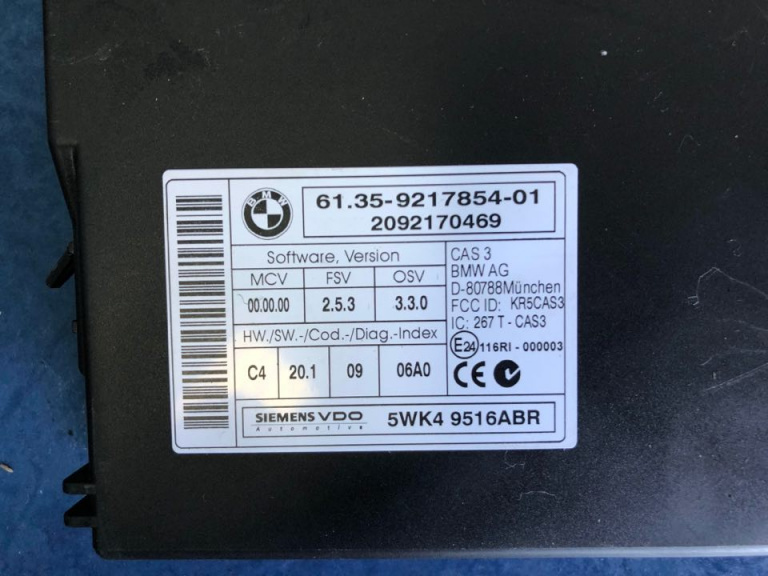 BMW
61.35-9217854-01
2092170469
Software, Version
MCV FSV OSV
00.00.00 2.5.3 3.3.0
HW./SW.-/Cod.-/Diag.-Index
C4 20.1 09 06A0
CAS 3
BMW AG
D-80788München
FCC ID: KR5CAS3
IC: 267 T - CAS3
E24 116RI - 000003
CE
SIEMENS VDO
Automotive
5WK4 9516ABR